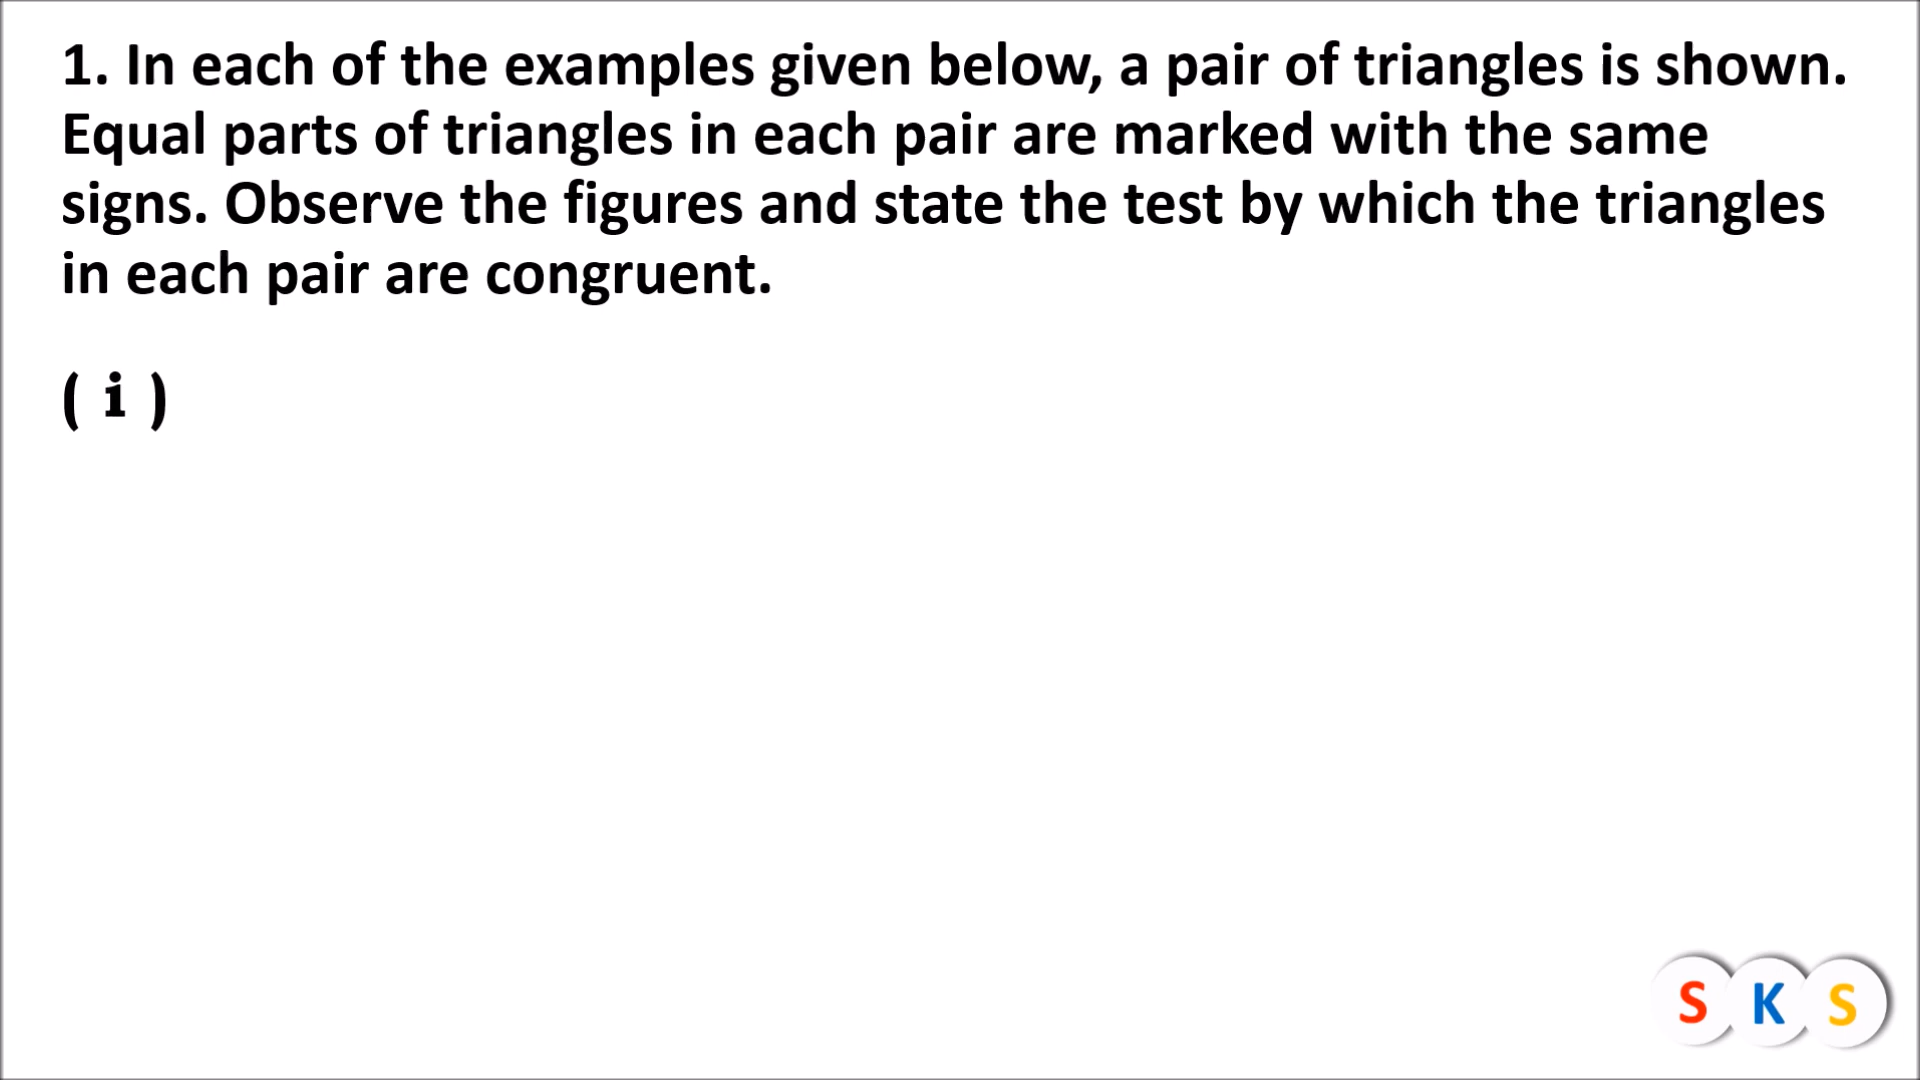 1. In each of the examples given below, a pair of triangles is shown.
Equal parts of triangles in each pair are marked with the same
signs. Observe the figures and state the test by which the triangles
in each pair are congruent.
( i )
S K S